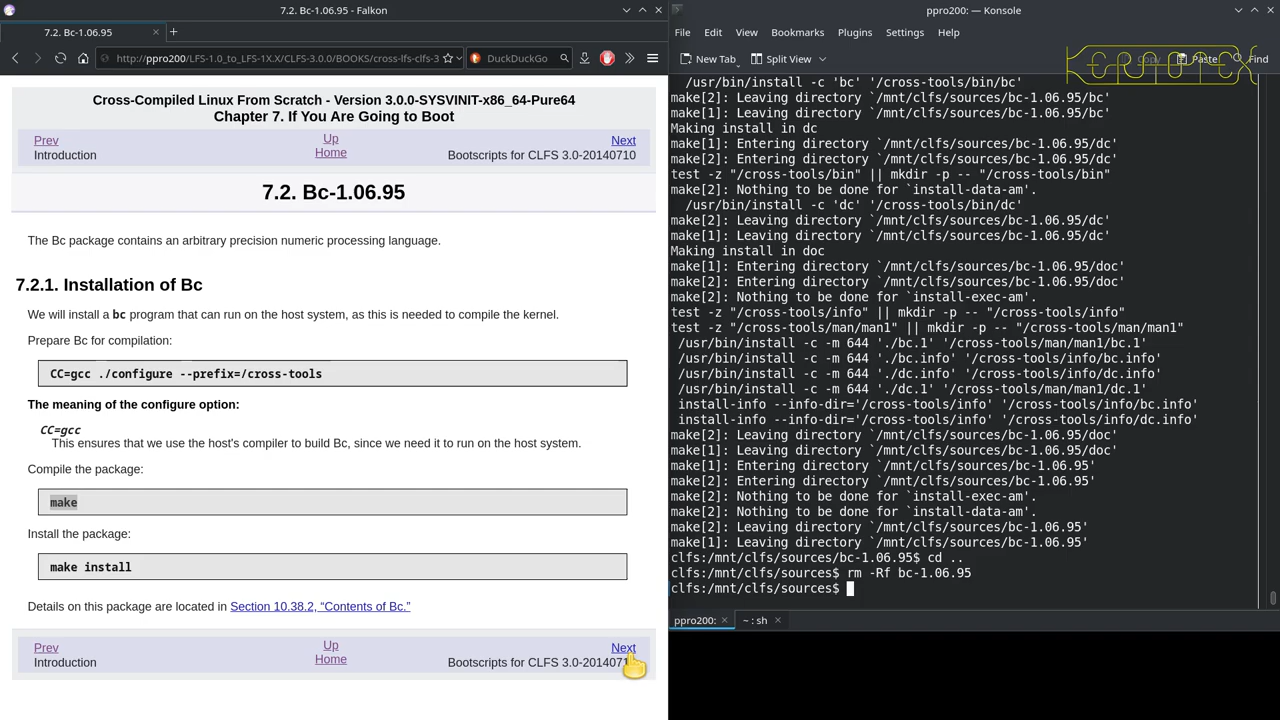 7.2. Bc-1.06.95 - Falkon
7.2. Bc-1.06.95
http://ppro200/LFS-1.0_to_LFS-1X.X/CLFS-3.0.0/BOOKS/cross-lfs-clfs-3
DuckDuckGo
Cross-Compiled Linux From Scratch - Version 3.0.0-SYSVINIT-x86_64-Pure64
Chapter 7. If You Are Going to Boot
Prev
Up
Next
Introduction
Home
Bootscripts for CLFS 3.0-20140710
7.2. Bc-1.06.95
The Bc package contains an arbitrary precision numeric processing language.
7.2.1. Installation of Bc
We will install a bc program that can run on the host system, as this is needed to compile the kernel.
Prepare Bc for compilation:
CC=gcc ./configure --prefix=/cross-tools
The meaning of the configure option:
CC=gcc
This ensures that we use the host's compiler to build Bc, since we need it to run on the host system.
Compile the package:
make
Install the package:
make install
Details on this package are located in Section 10.38.2, “Contents of Bc.”
Prev
Up
Next
Introduction
Home
Bootscripts for CLFS 3.0-2014071
ppro200: — Konsole
File Edit View Bookmarks Plugins Settings Help
New Tab Split View Copy Paste Find
/usr/bin/install -c 'bc' '/cross-tools/bin/bc'
make[2]: Leaving directory `/mnt/clfs/sources/bc-1.06.95/bc'
make[1]: Leaving directory `/mnt/clfs/sources/bc-1.06.95/bc'
Making install in dc
make[1]: Entering directory `/mnt/clfs/sources/bc-1.06.95/dc'
make[2]: Entering directory `/mnt/clfs/sources/bc-1.06.95/dc'
test -z "/cross-tools/bin" || mkdir -p -- "/cross-tools/bin"
make[2]: Nothing to be done for `install-data-am'.
/usr/bin/install -c 'dc' '/cross-tools/bin/dc'
make[2]: Leaving directory `/mnt/clfs/sources/bc-1.06.95/dc'
make[1]: Leaving directory `/mnt/clfs/sources/bc-1.06.95/dc'
Making install in doc
make[1]: Entering directory `/mnt/clfs/sources/bc-1.06.95/doc'
make[2]: Entering directory `/mnt/clfs/sources/bc-1.06.95/doc'
make[2]: Nothing to be done for `install-exec-am'.
test -z "/cross-tools/info" || mkdir -p -- "/cross-tools/info"
test -z "/cross-tools/man/man1" || mkdir -p -- "/cross-tools/man/man1"
/usr/bin/install -c -m 644 './bc.1' '/cross-tools/man/man1/bc.1'
/usr/bin/install -c -m 644 './bc.info' '/cross-tools/info/bc.info'
/usr/bin/install -c -m 644 './dc.info' '/cross-tools/info/dc.info'
/usr/bin/install -c -m 644 './dc.1' '/cross-tools/man/man1/dc.1'
install-info --info-dir='/cross-tools/info' '/cross-tools/info/bc.info'
install-info --info-dir='/cross-tools/info' '/cross-tools/info/dc.info'
make[2]: Leaving directory `/mnt/clfs/sources/bc-1.06.95/doc'
make[1]: Leaving directory `/mnt/clfs/sources/bc-1.06.95/doc'
make[1]: Entering directory `/mnt/clfs/sources/bc-1.06.95'
make[2]: Entering directory `/mnt/clfs/sources/bc-1.06.95'
make[2]: Nothing to be done for `install-exec-am'.
make[2]: Nothing to be done for `install-data-am'.
make[2]: Leaving directory `/mnt/clfs/sources/bc-1.06.95'
make[1]: Leaving directory `/mnt/clfs/sources/bc-1.06.95'
clfs:/mnt/clfs/sources/bc-1.06.95$ cd ..
clfs:/mnt/clfs/sources$ rm -Rf bc-1.06.95
clfs:/mnt/clfs/sources$
ppro200: ~ : sh